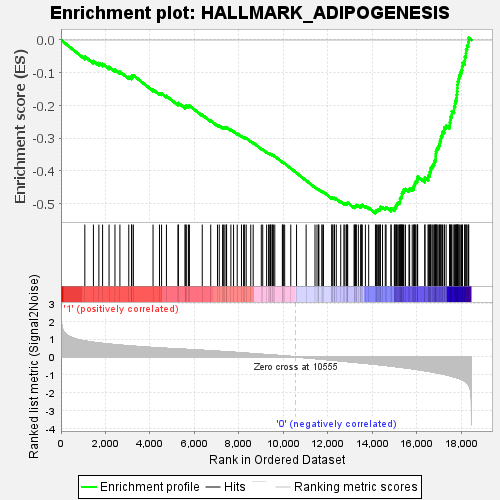 Enrichment plot: HALLMARK_ADIPOGENESIS
Enrichment score (ES)
0.0
-0.1
-0.2
-0.3
-0.4
-0.5
Ranked list metric (Signal2Noise)
3
2
1
0
-1
-2
-3
-4
'1' (positively correlated)
Zero cross at 10555
'0' (negatively correlated)
0
2,000
4,000
6,000
8,000
10,000
12,000
14,000
16,000
18,000
Rank in Ordered Dataset
Enrichment profile
Hits
Ranking metric scores